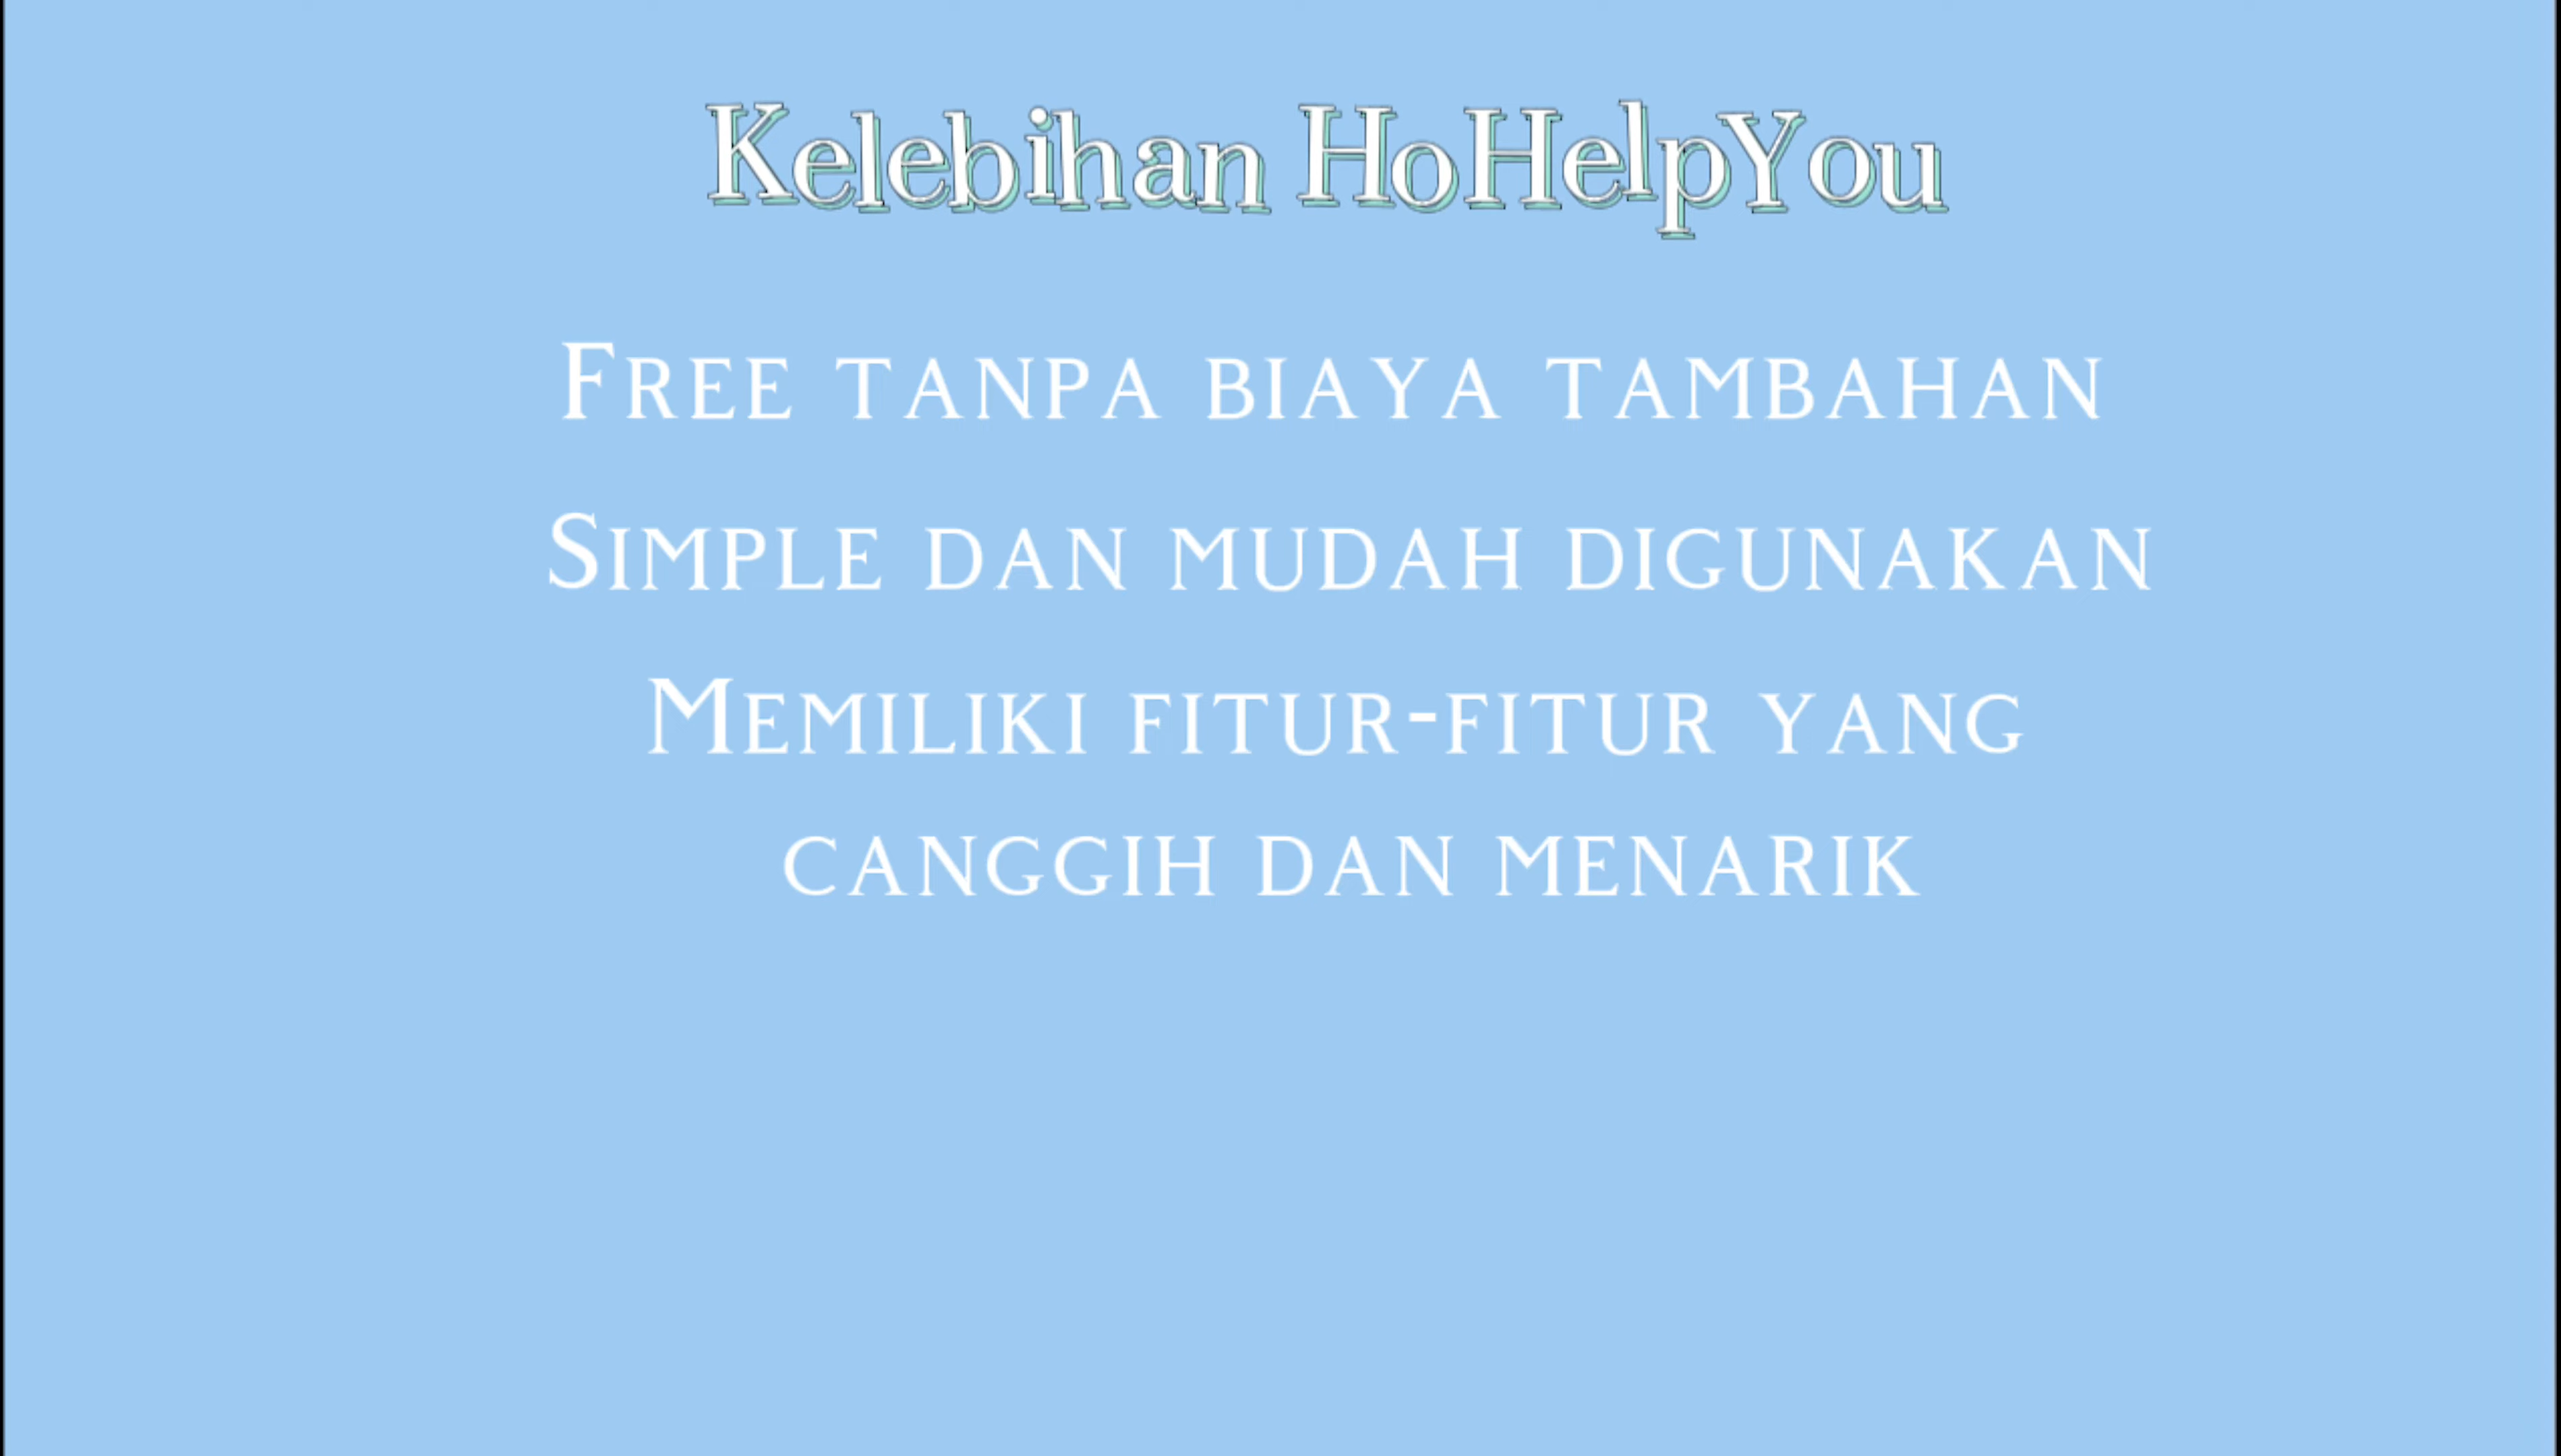 Kelebihan HoHelpYou
Free tanpa biaya tambahan
Simple dan mudah digunakan
Memiliki fitur-fitur yang
canggih dan menarik